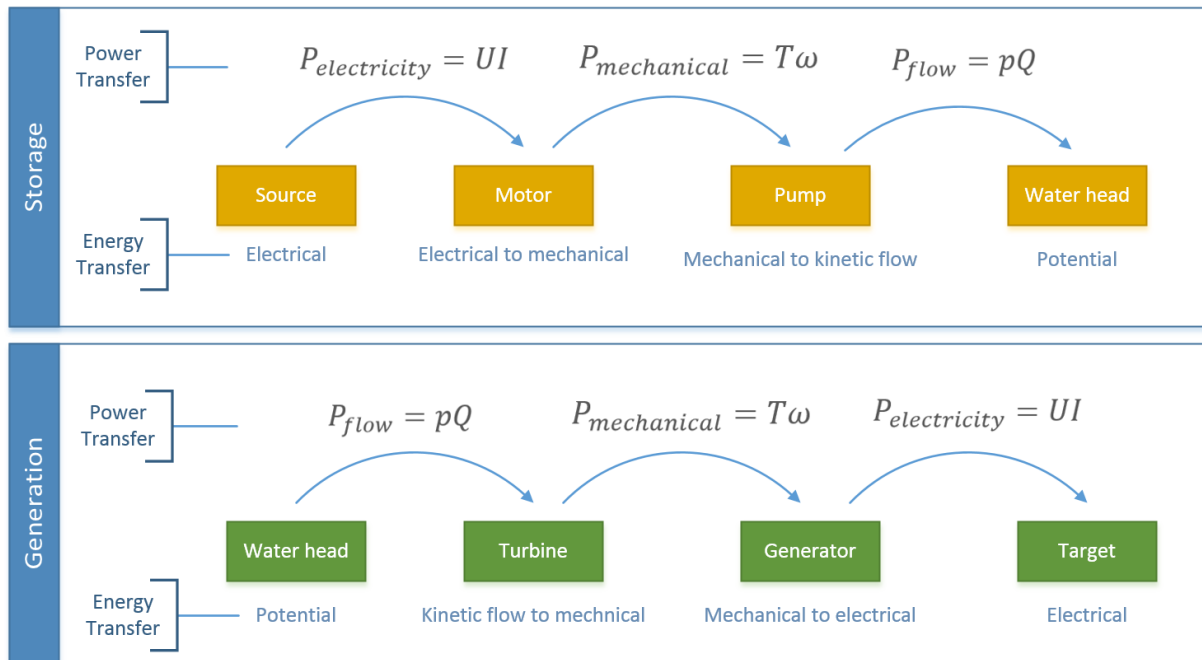 Storage
Power
Transfer
P_electricity = UI
P_mechanical = Tω
P_flow = pQ
Source
Motor
Pump
Water head
Energy
Transfer
Electrical
Electrical to mechanical
Mechanical to kinetic flow
Potential
Generation
Power
Transfer
P_flow = pQ
P_mechanical = Tω
P_electricity = UI
Water head
Turbine
Generator
Target
Energy
Transfer
Potential
Kinetic flow to mechnical
Mechanical to electrical
Electrical